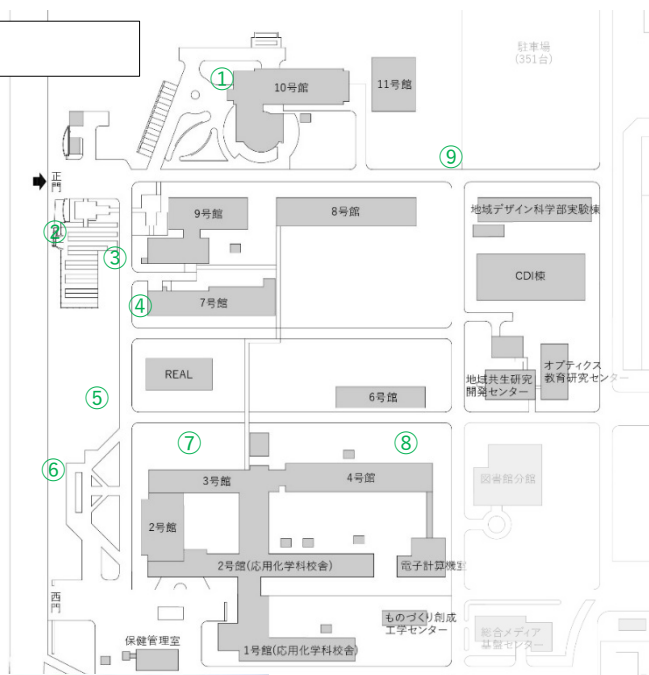 駐車場
(351台)
①
10号館
11号館
⑨
正
門
9号館
8号館
地域デザイン科学部実験棟
②
③
CDI棟
④
7号館
REAL
オプティクス
教育研究センター
地域共生研究
開発センター
6号館
⑤
⑦
⑧
⑥
3号館
4号館
図書館分館
2号館
2号館(応用化学科校舎)
電子計算機室
西
門
ものづくり創成
工学センター
保健管理室
総合メディア
基盤センター
1号館(応用化学科校舎)